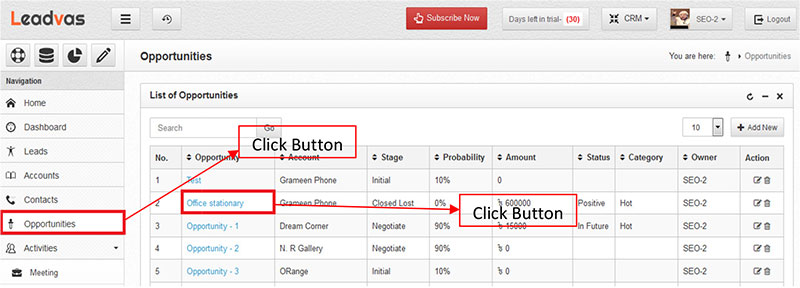 Leadvas
Subscribe Now
Days left in trial- (30)
CRM
SEO-2
Logout
Opportunities
You are here: Opportunities
Navigation
Home
Dashboard
Leads
Accounts
Contacts
Opportunities
Activities
Meeting
List of Opportunities
Search Go
10
Add New
No. Opportunity Account Stage Probability Amount Status Category Owner Action
1 Test Grameen Phone Initial 10% 0 SEO-2
2 Office stationary Grameen Phone Closed Lost 0% ৳ 600000 Positive Hot SEO-2
3 Opportunity - 1 Dream Corner Negotiate 90% ৳ 15000 In Future Hot SEO-2
4 Opportunity - 2 N. R Gallery Negotiate 90% ৳ 0 SEO-2
5 Opportunity - 3 ORange Initial 10% ৳ 0 SEO-2
Click Button
Click Button